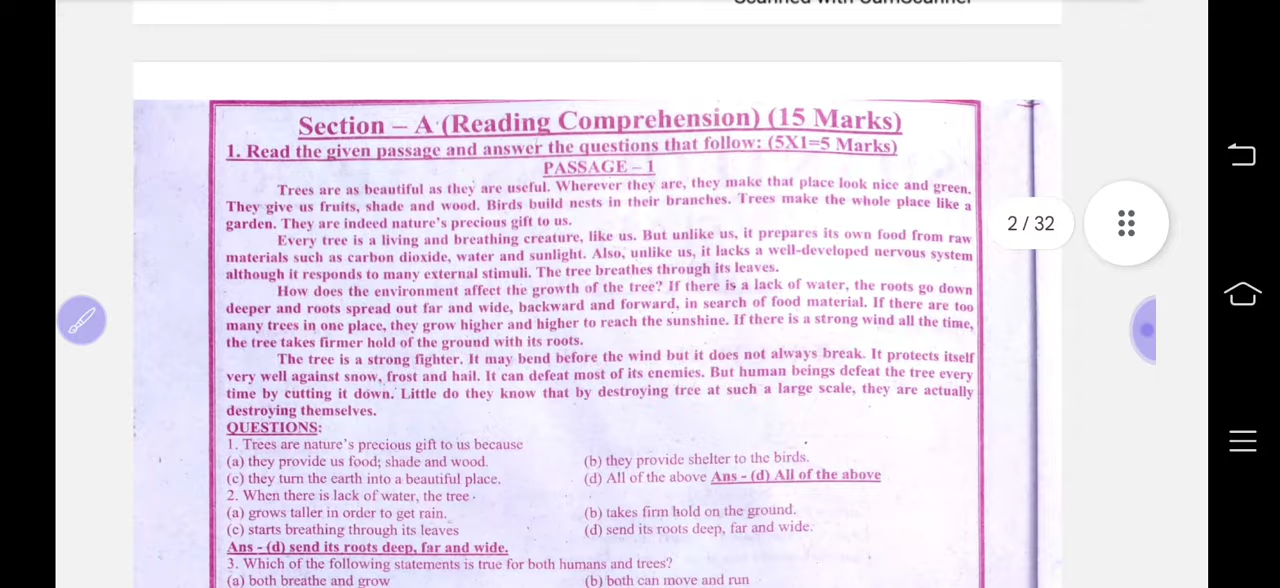 Section – A (Reading Comprehension) (15 Marks)
1. Read the given passage and answer the questions that follow: (5X1=5 Marks)
PASSAGE – 1
Trees are as beautiful as they are useful. Wherever they are, they make that place look nice and green.
They give us fruits, shade and wood. Birds build nests in their branches. Trees make the whole place like a
garden. They are indeed nature's precious gift to us.
Every tree is a living and breathing creature, like us. But unlike us, it prepares its own food from raw
materials such as carbon dioxide, water and sunlight. Also, unlike us, it lacks a well-developed nervous system
although it responds to many external stimuli. The tree breathes through its leaves.
How does the environment affect the growth of the tree? If there is a lack of water, the roots go down
deeper and roots spread out far and wide, backward and forward, in search of food material. If there are too
many trees in one place, they grow higher and higher to reach the sunshine. If there is a strong wind all the time,
the tree takes firmer hold of the ground with its roots.
The tree is a strong fighter. It may bend before the wind but it does not always break. It protects itself
very well against snow, frost and hail. It can defeat most of its enemies. But human beings defeat the tree every
time by cutting it down. Little do they know that by destroying tree at such a large scale, they are actually
destroying themselves.
QUESTIONS:
1. Trees are nature's precious gift to us because
(a) they provide us food; shade and wood. (b) they provide shelter to the birds.
(c) they turn the earth into a beautiful place. (d) All of the above Ans - (d) All of the above
2. When there is lack of water, the tree
(a) grows taller in order to get rain. (b) takes firm hold on the ground.
(c) starts breathing through its leaves (d) send its roots deep, far and wide.
Ans - (d) send its roots deep, far and wide.
3. Which of the following statements is true for both humans and trees?
(a) both breathe and grow (b) both can move and run
2 / 32